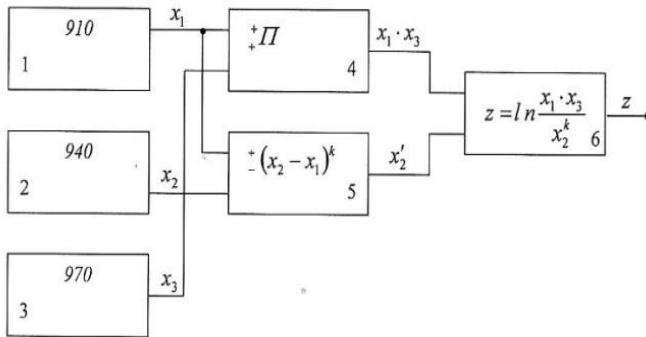 910
1
x₁
⁺₊Π
4
x₁ · x₃
940
2
x₂
⁺₋(x₂ − x₁)ᵏ
5
x₂′
z = ln x₁ · x₃ / x₂ᵏ
6
z
970
3
x₃